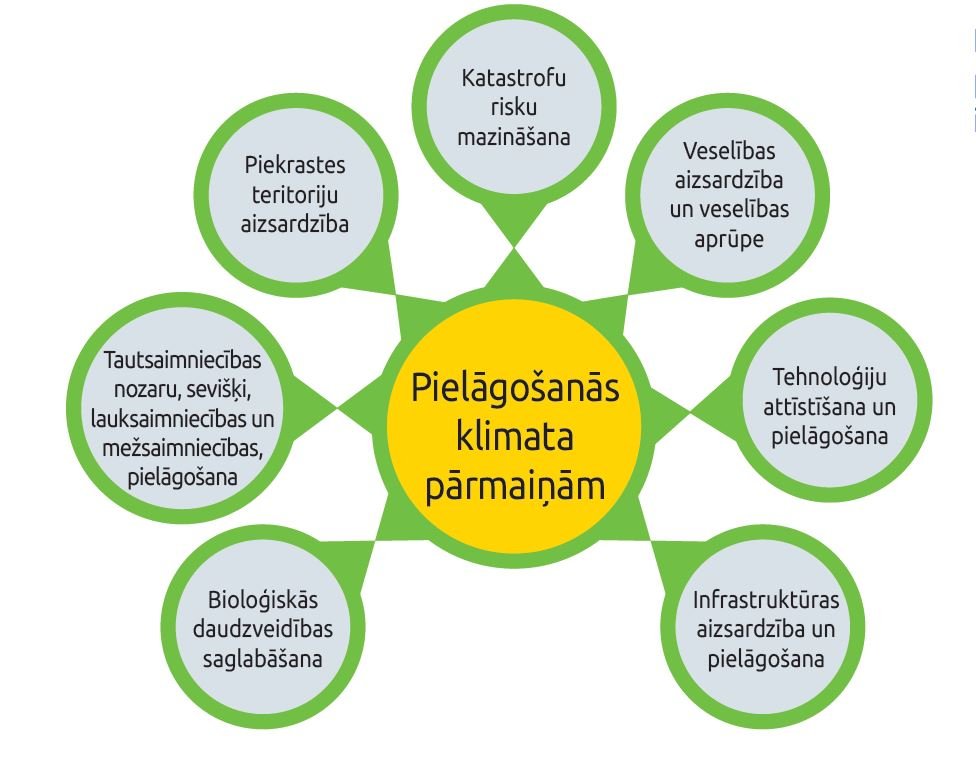 Katastrofu
risku
mazināšana
Piekrastes
teritoriju
aizsardzība
Veselības
aizsardzība
un veselības
aprūpe
Tautsaimniecības
nozaru, sevišķi,
lauksaimniecības un
mežsaimniecības,
pielāgošana
Pielāgošanās
klimata
pārmaiņām
Tehnoloģiju
attīstīšana un
pielāgošana
Bioloģiskās
daudzveidības
saglabāšana
Infrastruktūras
aizsardzība un
pielāgošana